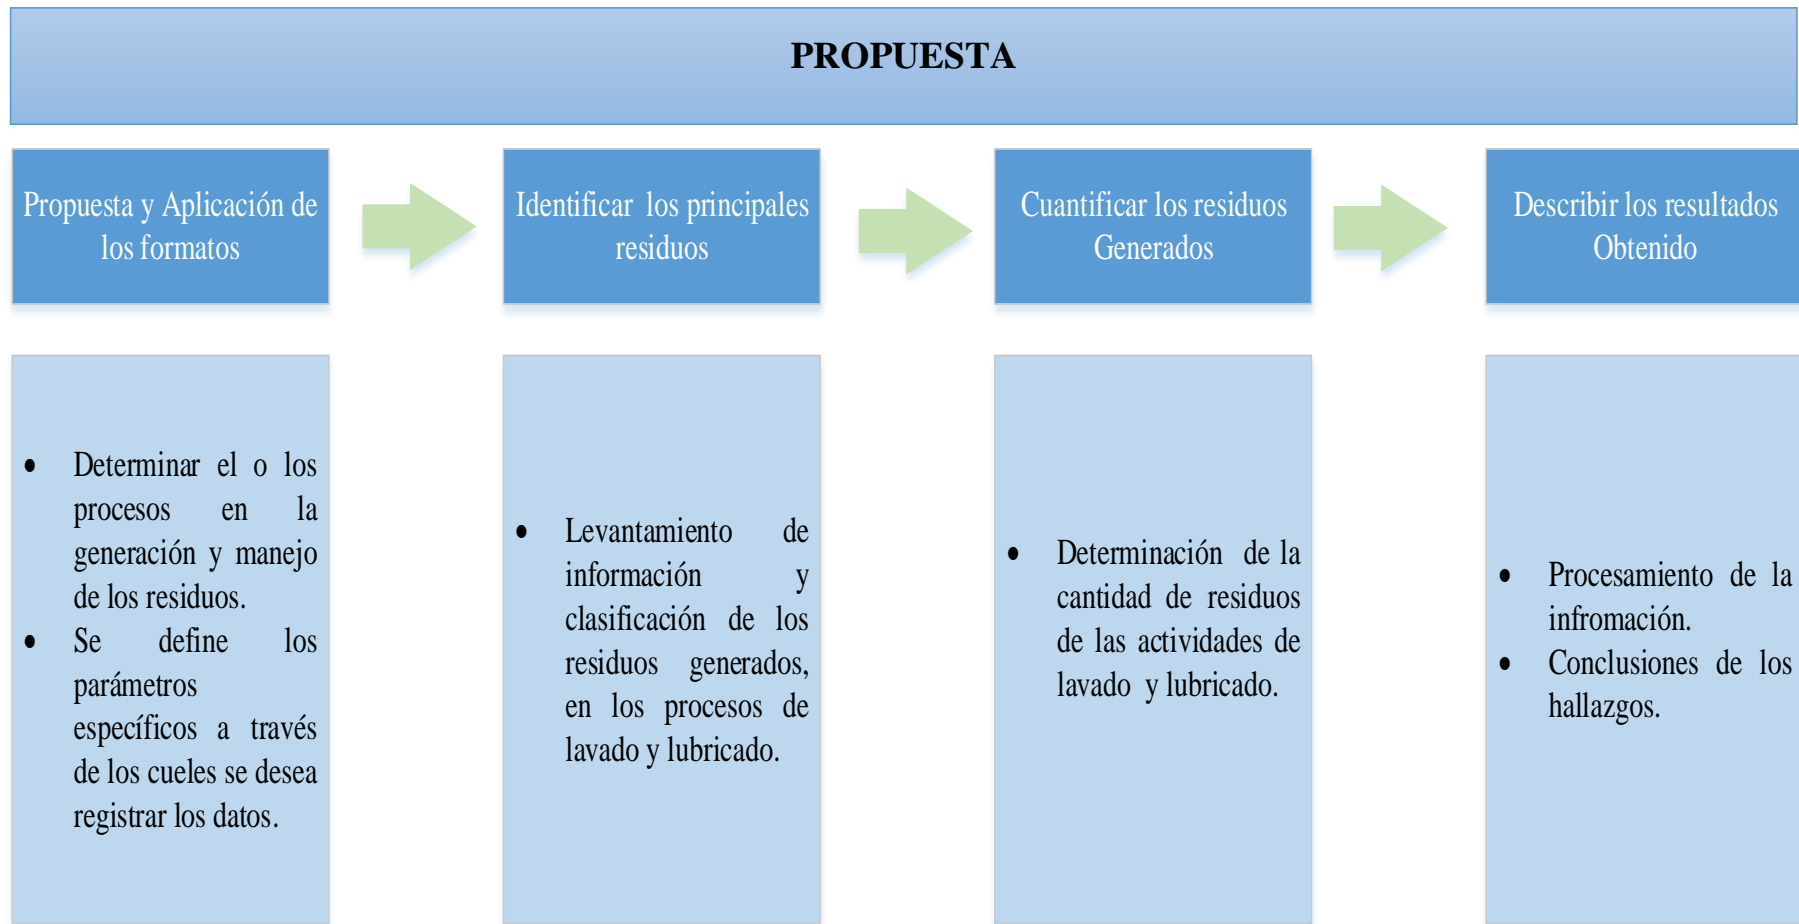 PROPUESTA
Propuesta y Aplicación de
los formatos
Identificar los principales
residuos
Cuantificar los residuos
Generados
Describir los resultados
Obtenido
• Determinar el o los
procesos en la
generación y manejo
de los residuos.
• Se define los
parámetros
específicos a través
de los cueles se desea
registrar los datos.
• Levantamiento de
información y
clasificación de los
residuos generados,
en los procesos de
lavado y lubricado.
• Determinación de la
cantidad de residuos
de las actividades de
lavado y lubricado.
• Procesamiento de la
infromación.
• Conclusiones de los
hallazgos.